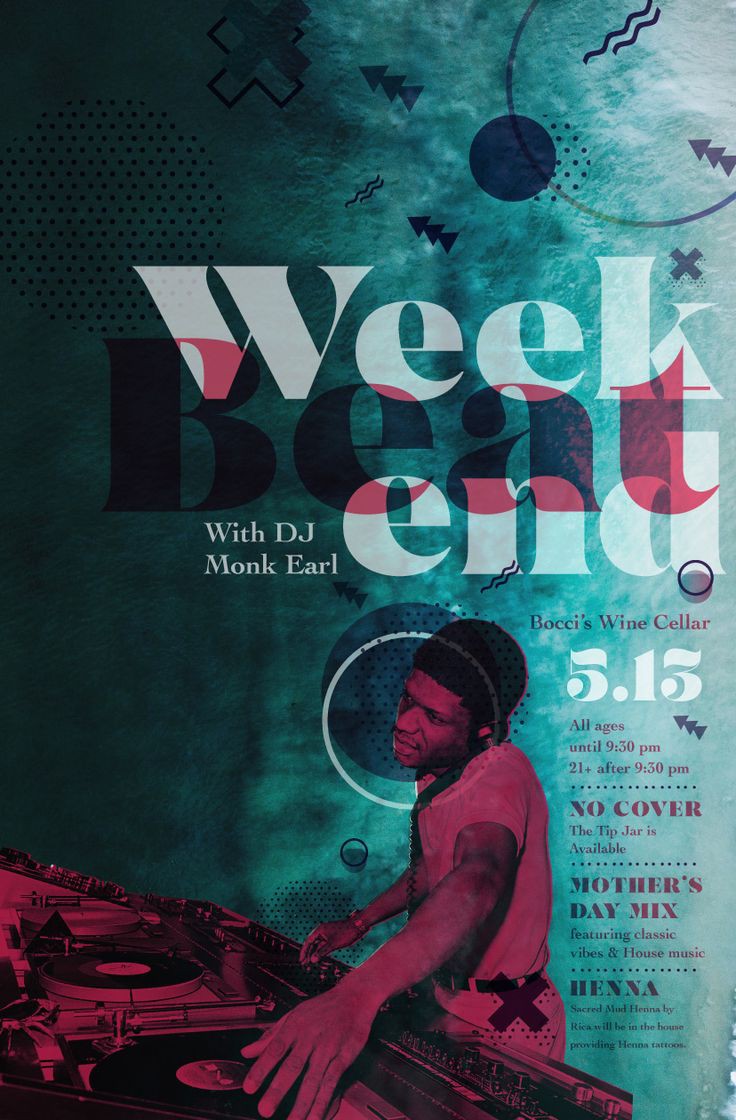 Week
Beat
end
With DJ
Monk Earl
Bocci's Wine Cellar
5.13
All ages
until 9:30 pm
21+ after 9:30 pm
NO COVER
The Tip Jar is
Available
MOTHER'S
DAY MIX
featuring classic
vibes & House music
HENNA
Sacred Mud Henna by
Rica will be in the house
providing Henna tattoos.